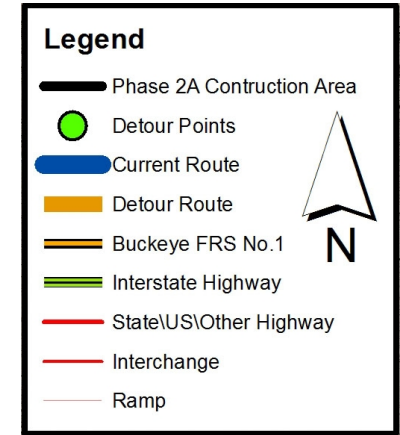 Legend
Phase 2A Contruction Area
Detour Points
Current Route
Detour Route
Buckeye FRS No.1
Interstate Highway
State\US\Other Highway
Interchange
Ramp
N